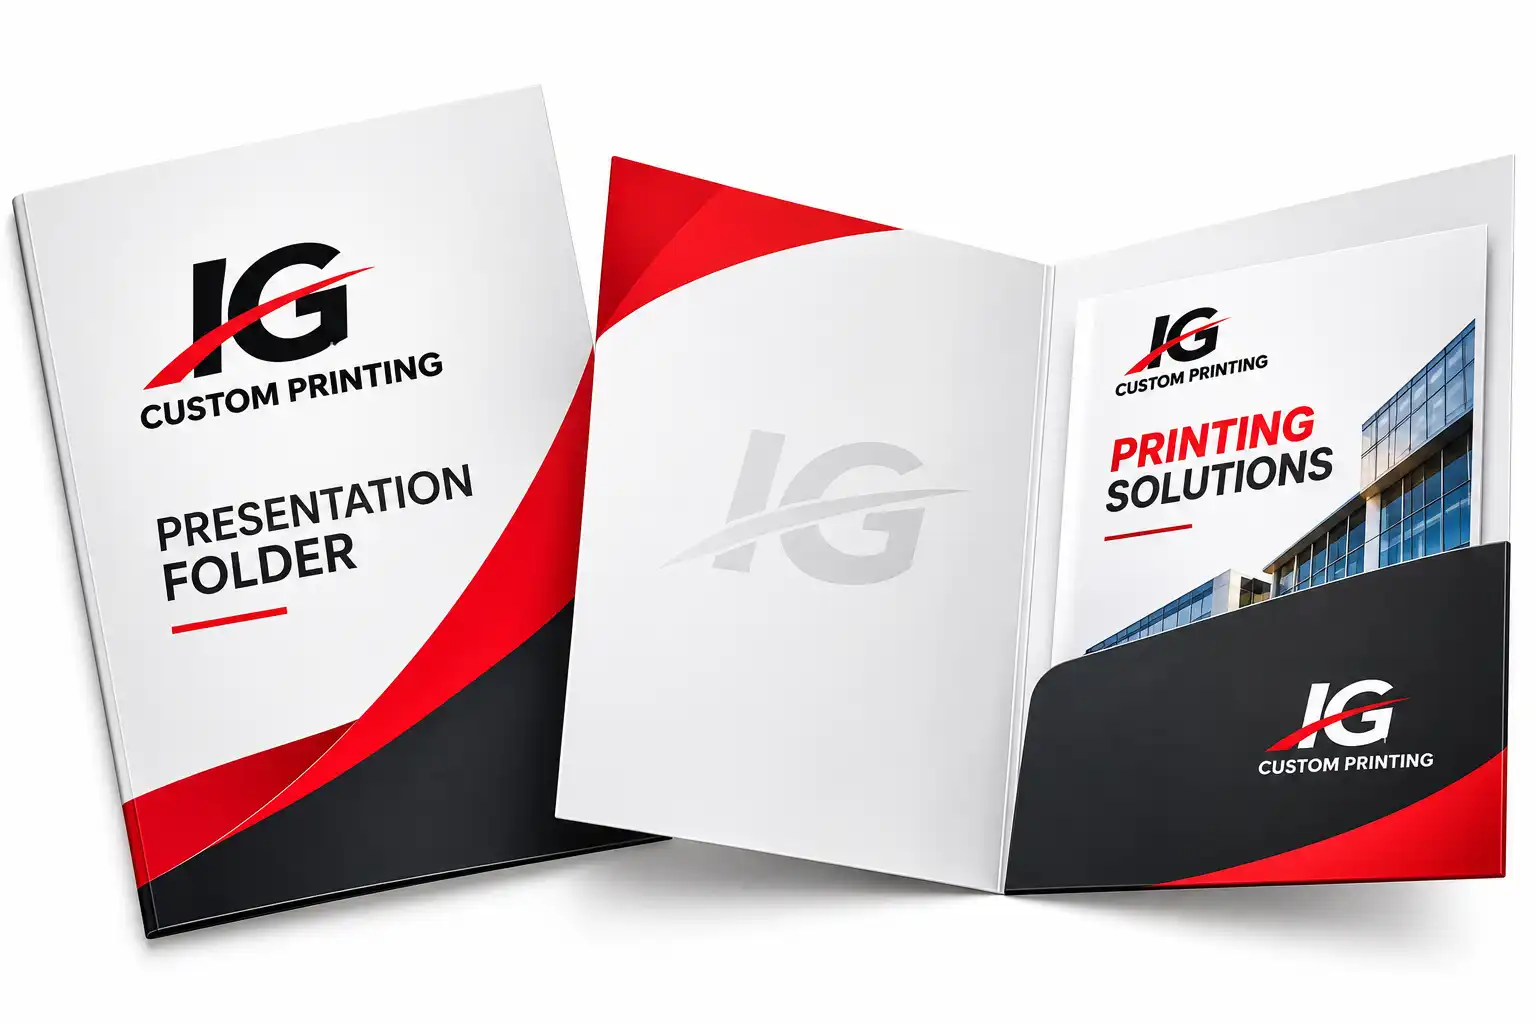 IG
CUSTOM PRINTING
PRESENTATION
FOLDER
IG
IG
CUSTOM PRINTING
PRINTING
SOLUTIONS
IG
CUSTOM PRINTING